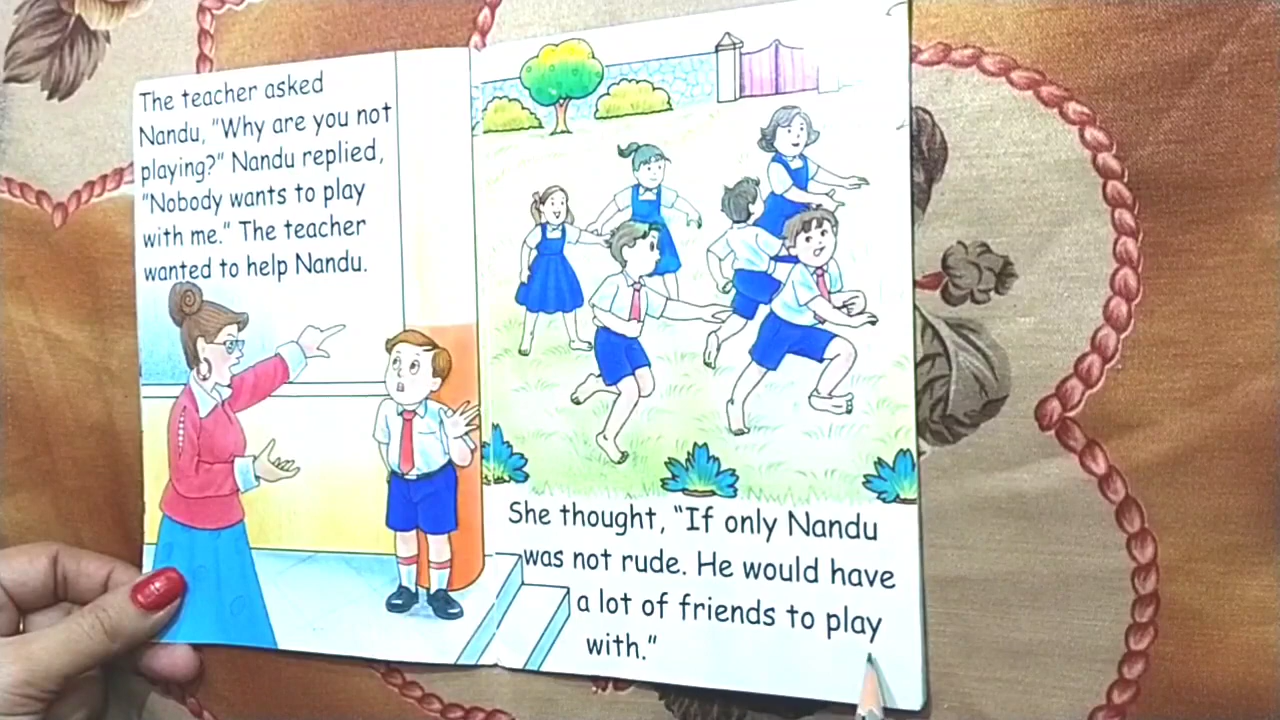 The teacher asked
Nandu, "Why are you not
playing?" Nandu replied,
"Nobody wants to play
with me." The teacher
wanted to help Nandu.
She thought, "If only Nandu
was not rude. He would have
a lot of friends to play
with."